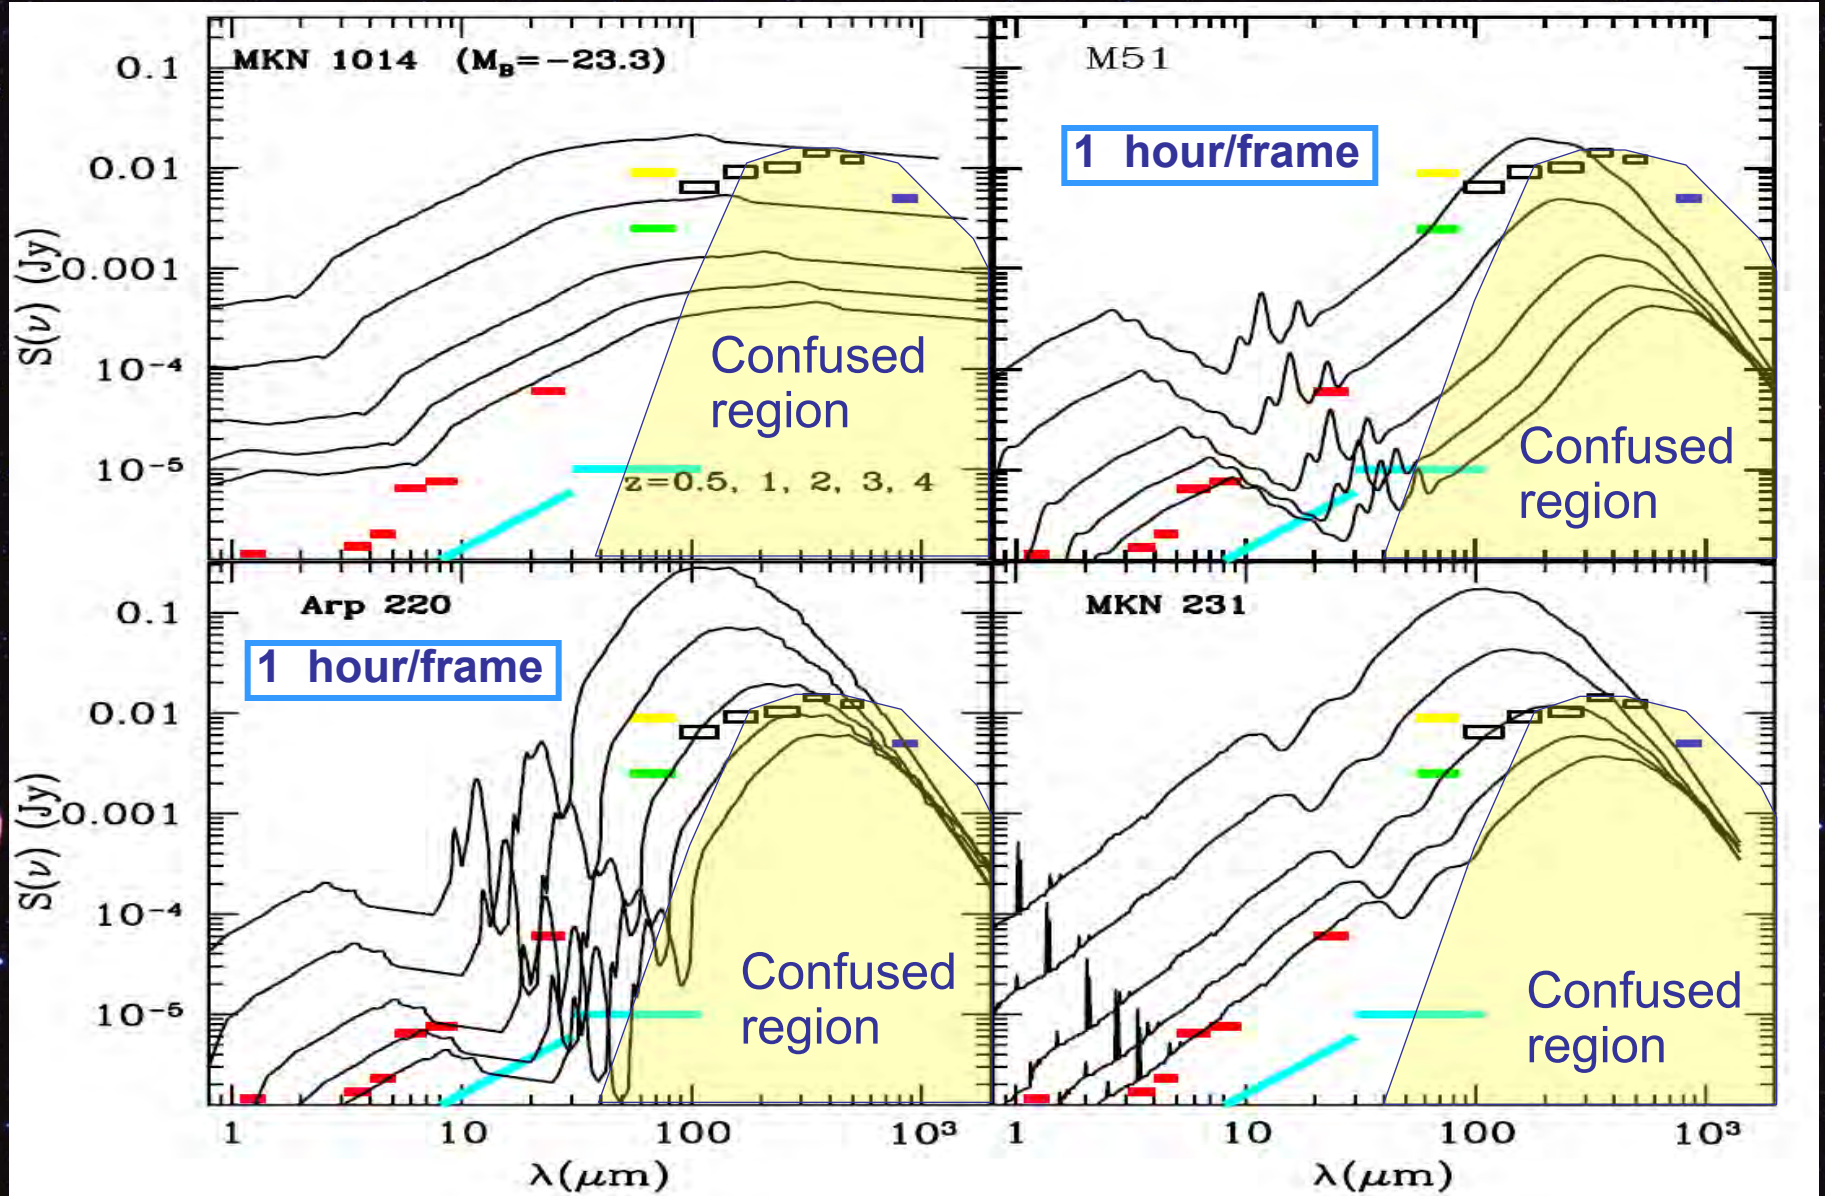 MKN 1014 (M_B=−23.3)
S(ν) (Jy)
0.1
0.01
0.001
10⁻⁴
10⁻⁵
Confused
region
z=0.5, 1, 2, 3, 4
M51
1 hour/frame
Confused
region
Arp 220
1 hour/frame
S(ν) (Jy)
0.1
0.01
0.001
10⁻⁴
10⁻⁵
Confused
region
1 10 100 10³
λ(μm)
MKN 231
Confused
region
1 10 100 10³
λ(μm)